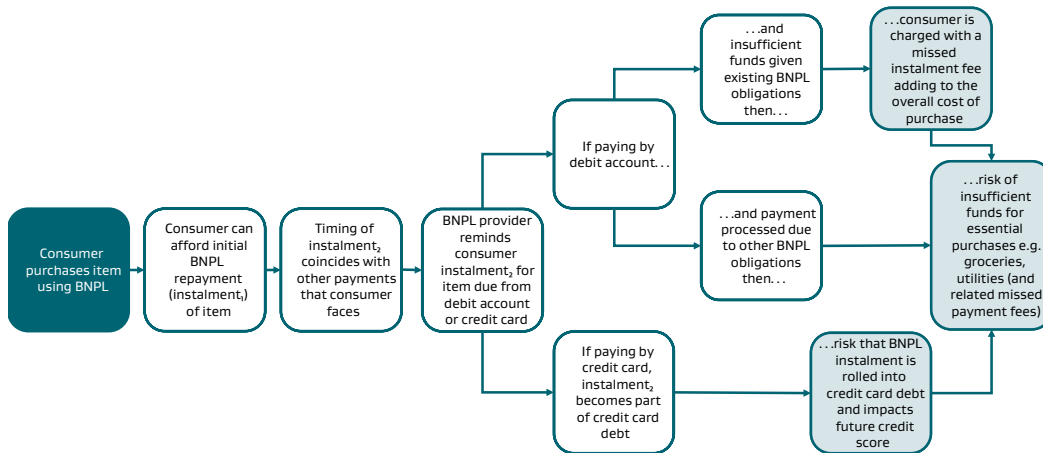 Consumer
purchases item
using BNPL
Consumer can
afford initial
BNPL
repayment
(instalment₁)
of item
Timing of
instalment₂
coincides with
other payments
that consumer
faces
BNPL provider
reminds
consumer
instalment₂ for
item due from
debit account
or credit card
If paying by
debit account...
...and
insufficient
funds given
existing BNPL
obligations
then...
...consumer is
charged with a
missed
instalment fee
adding to the
overall cost of
purchase
...and payment
processed due
to other BNPL
obligations
then...
...risk of
insufficient
funds for
essential
purchases e.g.
groceries,
utilities (and
related missed
payment fees)
If paying by
credit card,
instalment₂
becomes part
of credit card
debt
...risk that BNPL
instalment is
rolled into
credit card debt
and impacts
future credit
score